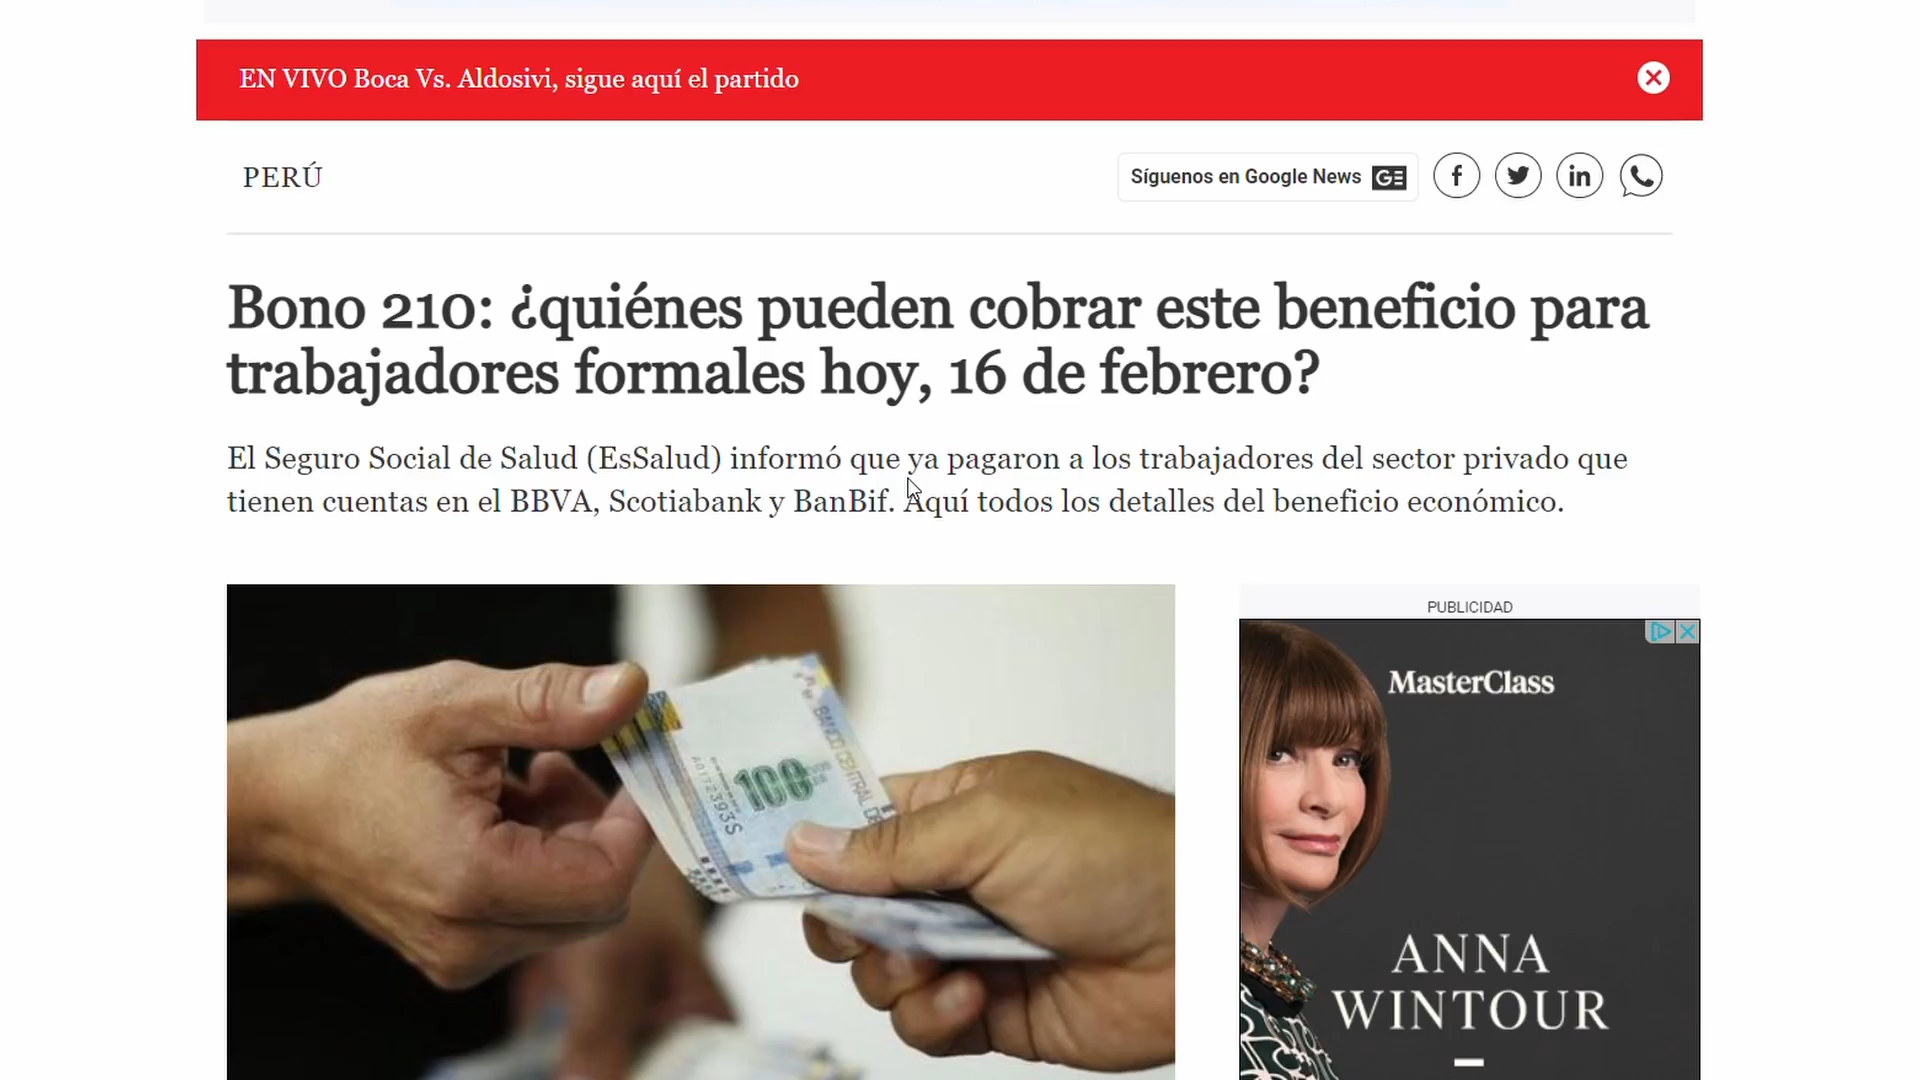 EN VIVO Boca Vs. Aldosivi, sigue aquí el partido
PERÚ
Síguenos en Google News
Bono 210: ¿quiénes pueden cobrar este beneficio para
trabajadores formales hoy, 16 de febrero?
El Seguro Social de Salud (EsSalud) informó que ya pagaron a los trabajadores del sector privado que
tienen cuentas en el BBVA, Scotiabank y BanBif. Aquí todos los detalles del beneficio económico.
100
PUBLICIDAD
MasterClass
ANNA
WINTOUR